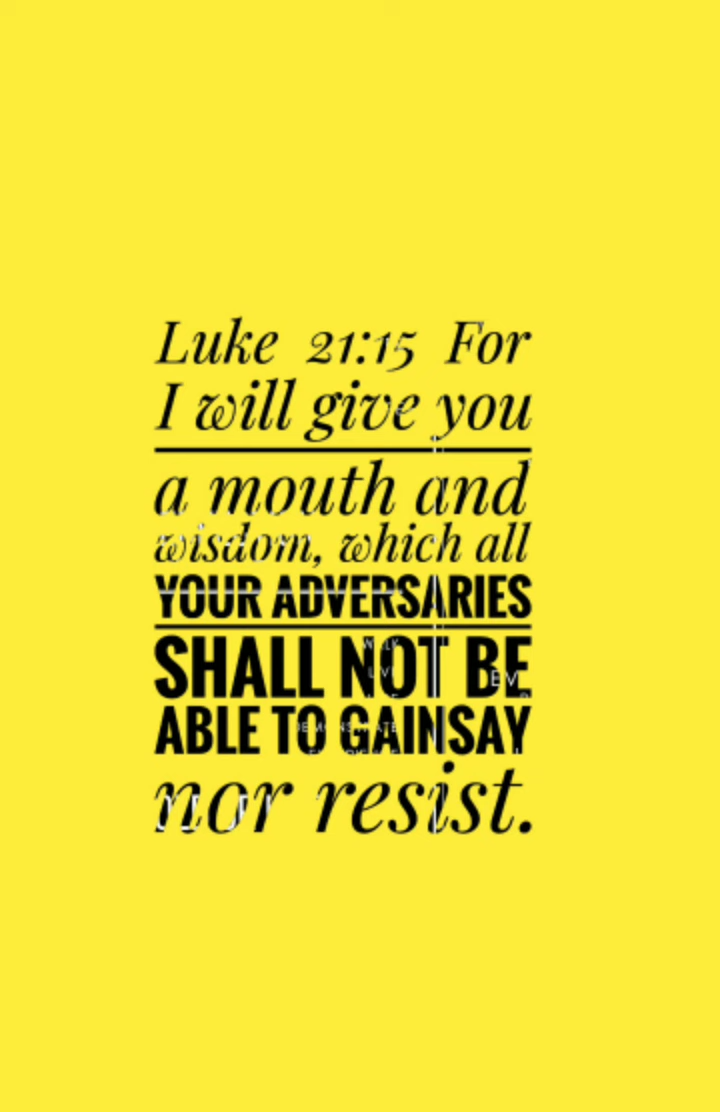 Luke 21:15 For
I will give you
a mouth and
wisdom, which all
YOUR ADVERSARIES
SHALL NOT BE
ABLE TO GAINSAY
nor resist.